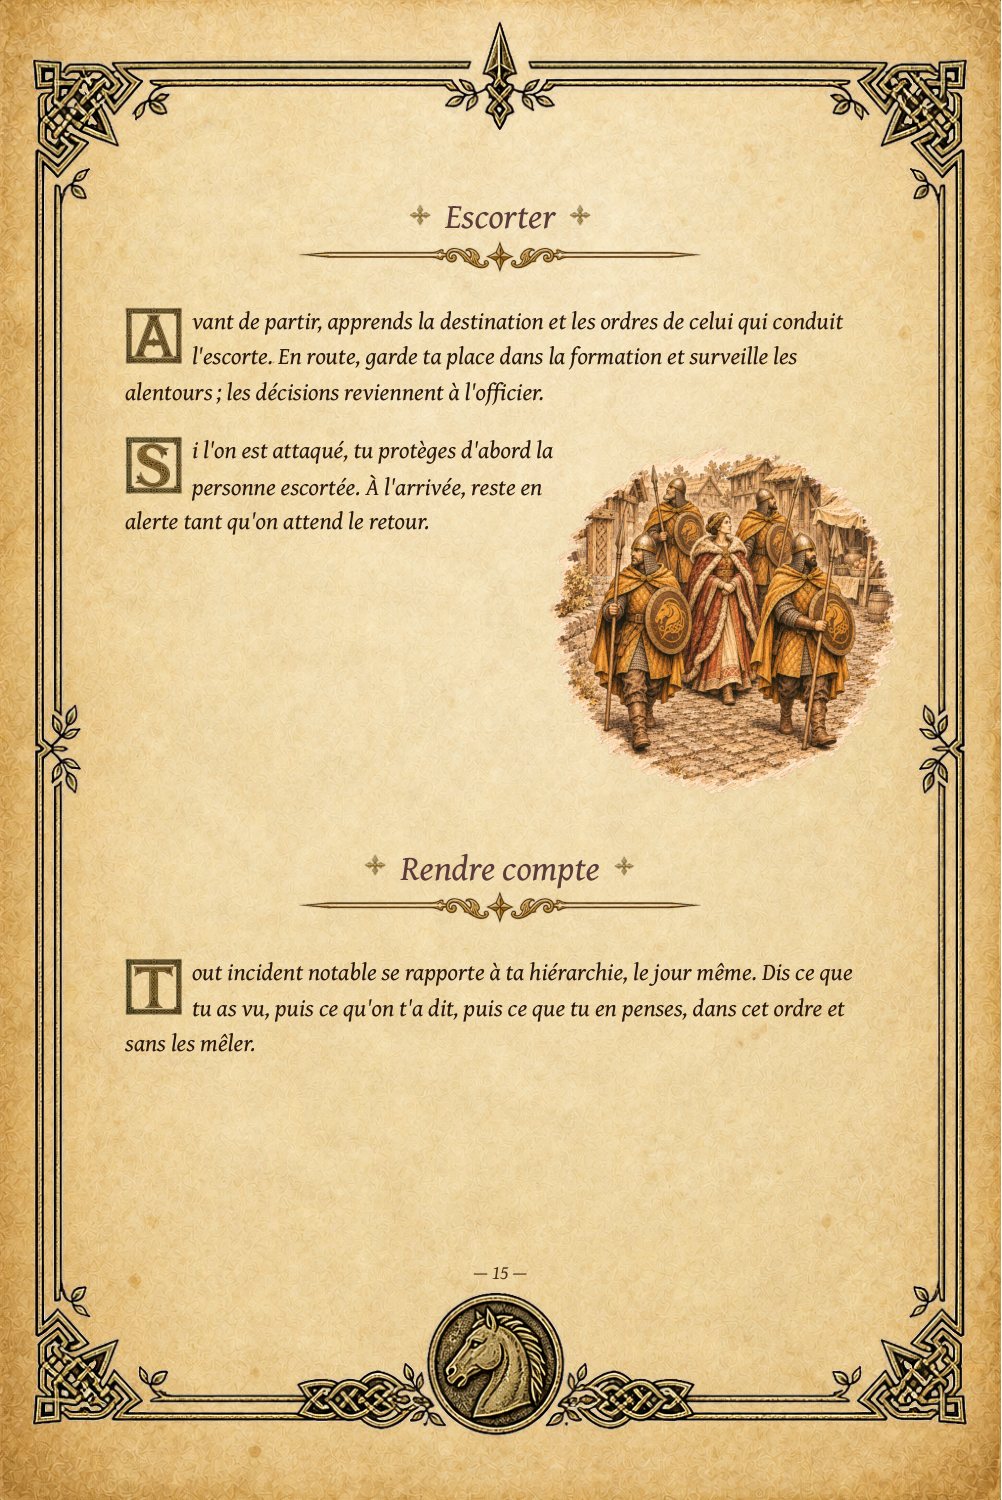 Escorter
Avant de partir, apprends la destination et les ordres de celui qui conduit
l'escorte. En route, garde ta place dans la formation et surveille les
alentours ; les décisions reviennent à l'officier.
Si l'on est attaqué, tu protèges d'abord la
personne escortée. À l'arrivée, reste en
alerte tant qu'on attend le retour.
Rendre compte
Tout incident notable se rapporte à ta hiérarchie, le jour même. Dis ce que
tu as vu, puis ce qu'on t'a dit, puis ce que tu en penses, dans cet ordre et
sans les mêler.
— 15 —